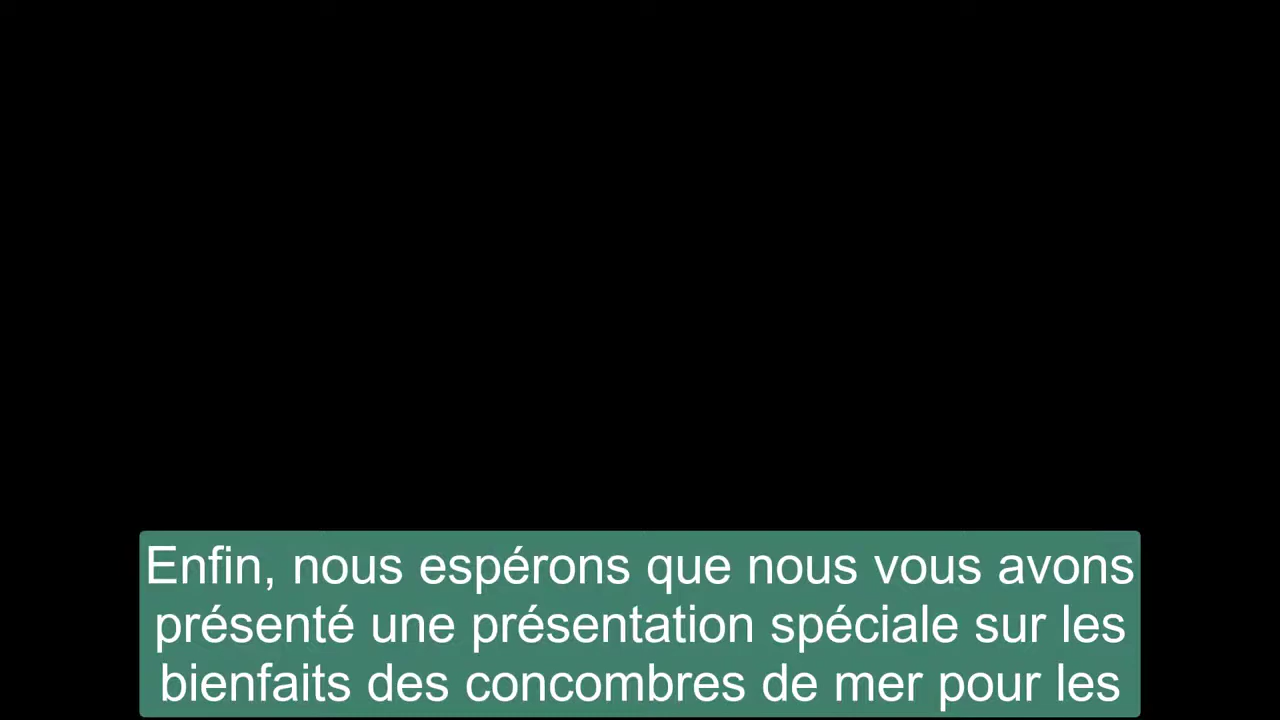 Enfin, nous espérons que nous vous avons
présenté une présentation spéciale sur les
bienfaits des concombres de mer pour les